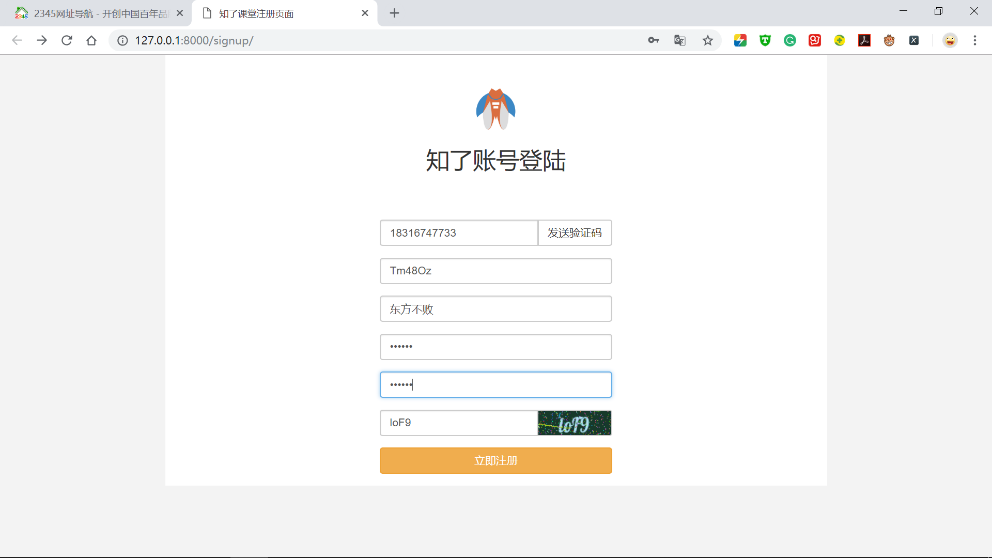 2345网址导航 - 开创中国百年品
知了课堂注册页面
127.0.0.1:8000/signup/
知了账号登陆
18316747733
发送验证码
Tm48Oz
东方不败
••••••
••••••
loF9
loF9
立即注册